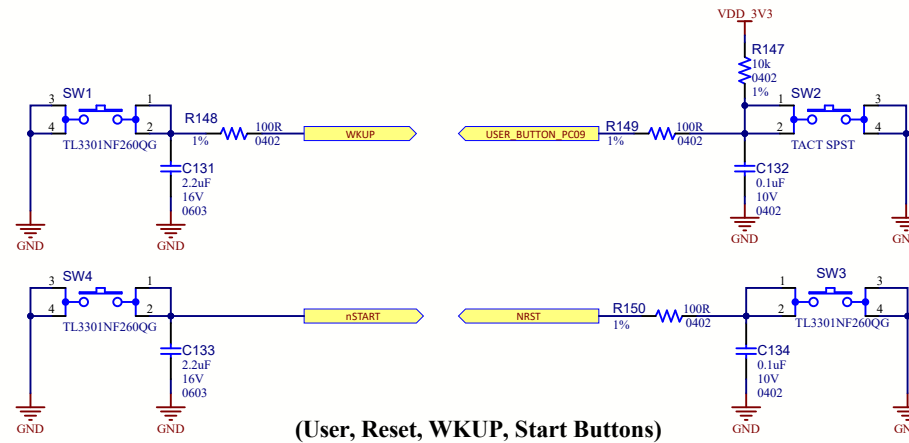 VDD_3V3
R147
10k
0402
1%
SW1
3
1
4
2
TL3301NF260QG
R148
1%
100R
0402
WKUP
USER_BUTTON_PC09
R149
1%
100R
0402
SW2
1
3
2
4
TACT SPST
C131
2.2uF
16V
0603
C132
0.1uF
10V
0402
GND
GND
GND
GND
SW4
3
1
4
2
TL3301NF260QG
nSTART
NRST
R150
1%
100R
0402
SW3
1
3
2
4
TL3301NF260QG
C133
2.2uF
16V
0603
C134
0.1uF
10V
0402
GND
GND
GND
GND
(User, Reset, WKUP, Start Buttons)